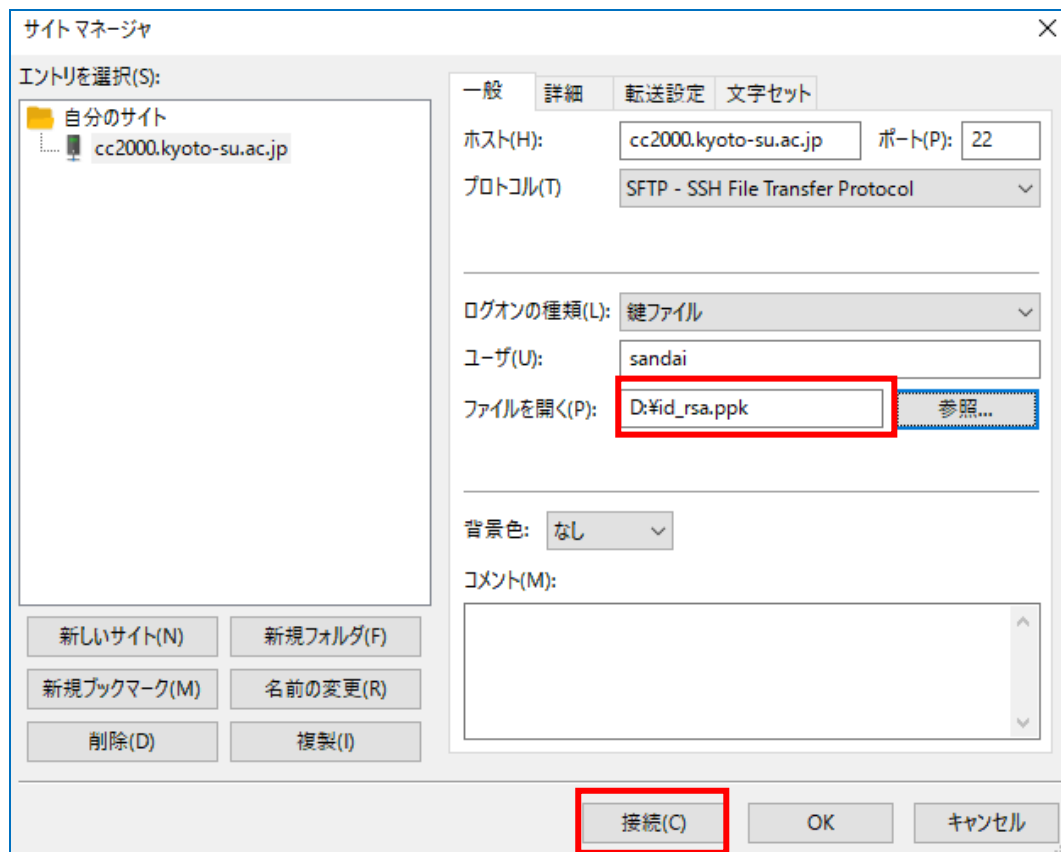 サイト マネージャ
エントリを選択(S):
自分のサイト
cc2000.kyoto-su.ac.jp
新しいサイト(N) 新規フォルダ(F)
新規ブックマーク(M) 名前の変更(R)
削除(D) 複製(I)
一般 詳細 転送設定 文字セット
ホスト(H): cc2000.kyoto-su.ac.jp ポート(P): 22
プロトコル(T) SFTP - SSH File Transfer Protocol
ログオンの種類(L): 鍵ファイル
ユーザ(U): sandai
ファイルを開く(P): D:¥id_rsa.ppk 参照...
背景色: なし
コメント(M):
接続(C) OK キャンセル